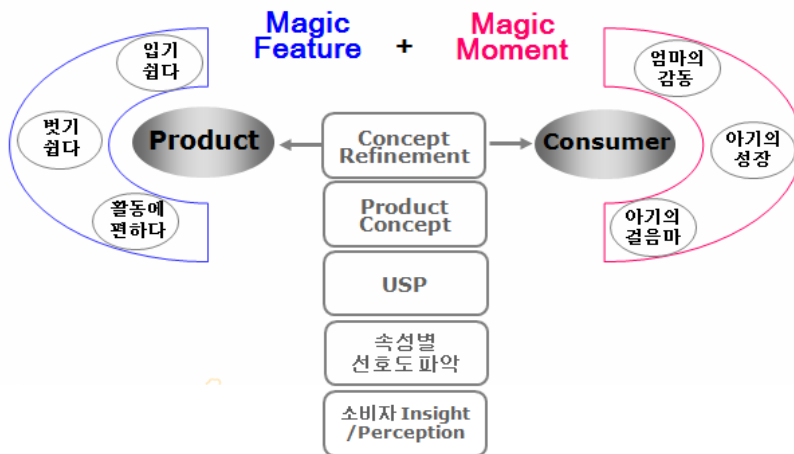 Magic
Feature
+
Magic
Moment
입기
쉽다
벗기
쉽다
활동에
편하다
Product
Concept
Refinement
Consumer
엄마의
감동
아기의
성장
아기의
걸음마
Product
Concept
USP
속성별
선호도 파악
소비자 Insight
/Perception